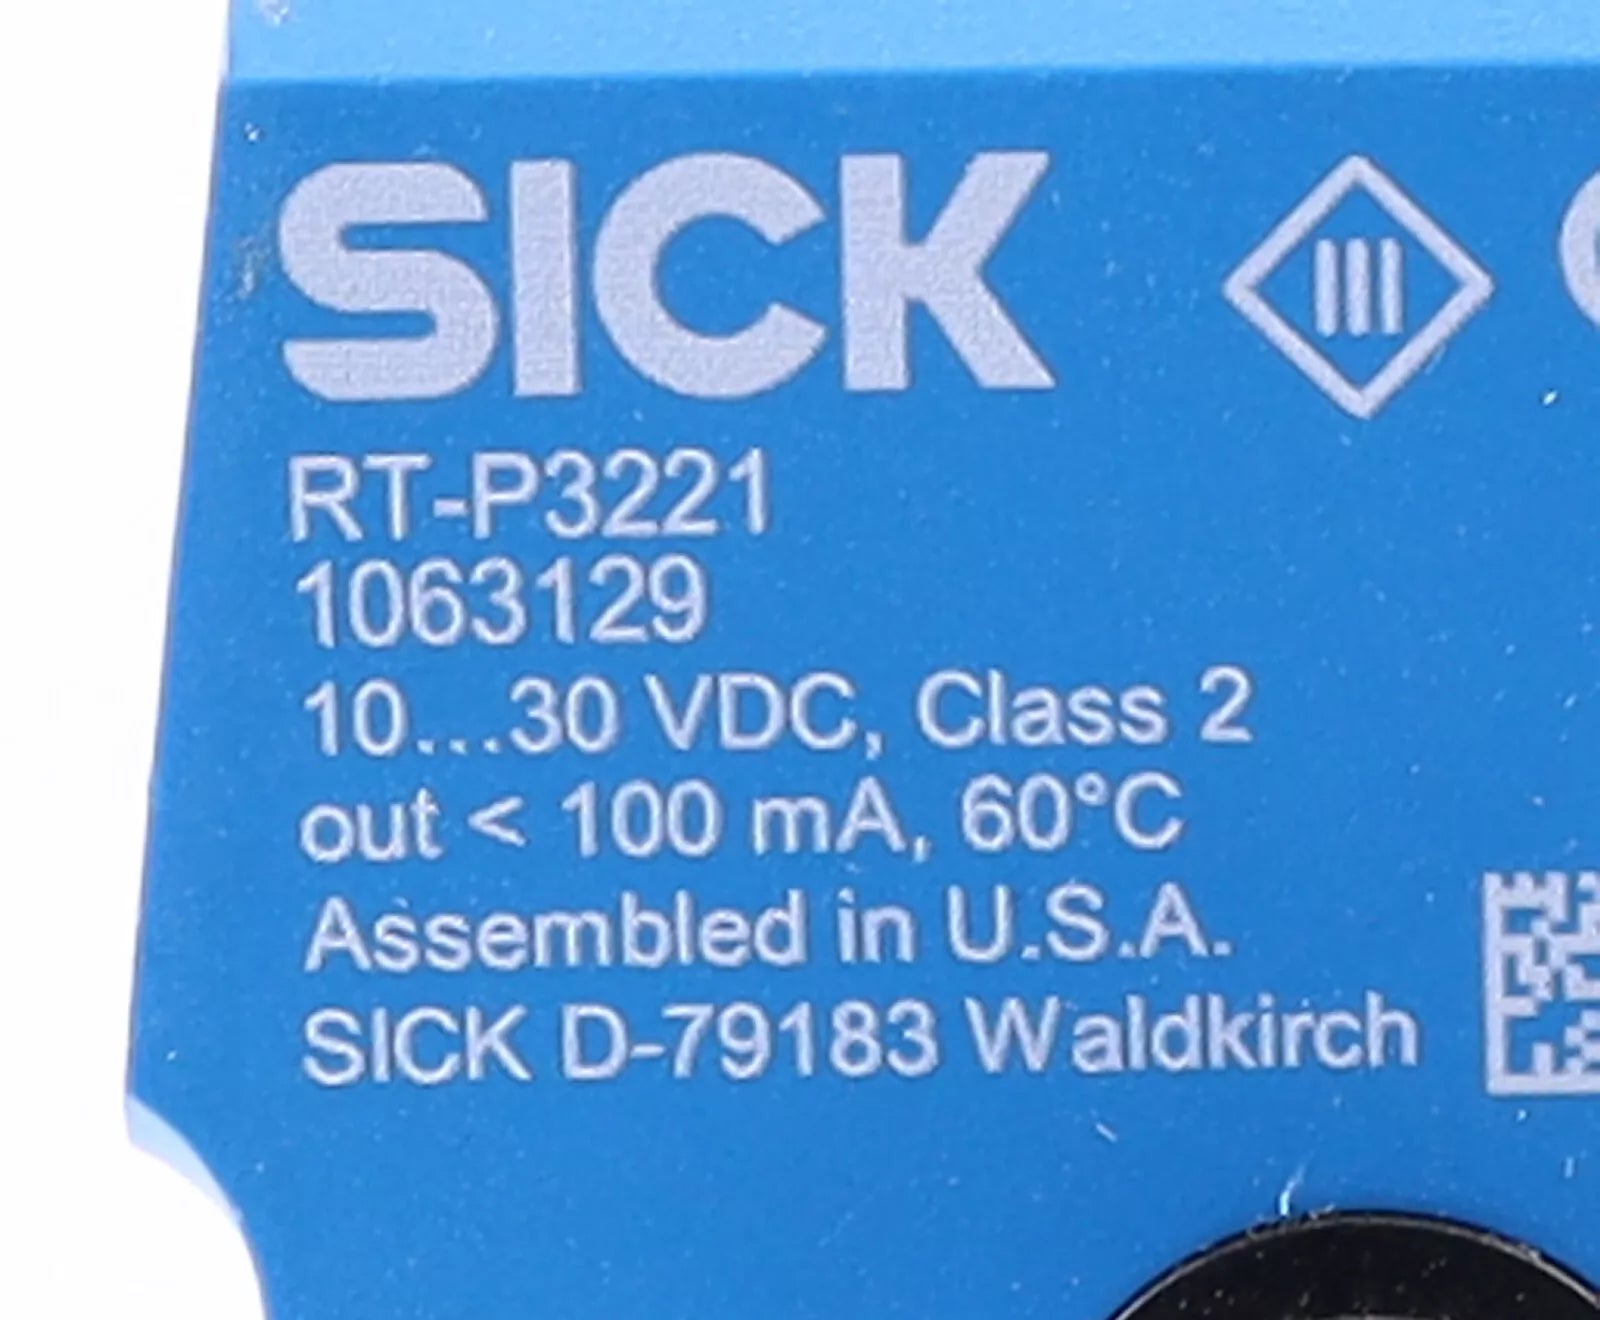 SICK
RT-P3221
1063129
10...30 VDC, Class 2
out < 100 mA, 60°C
Assembled in U.S.A.
SICK D-79183 Waldkirch